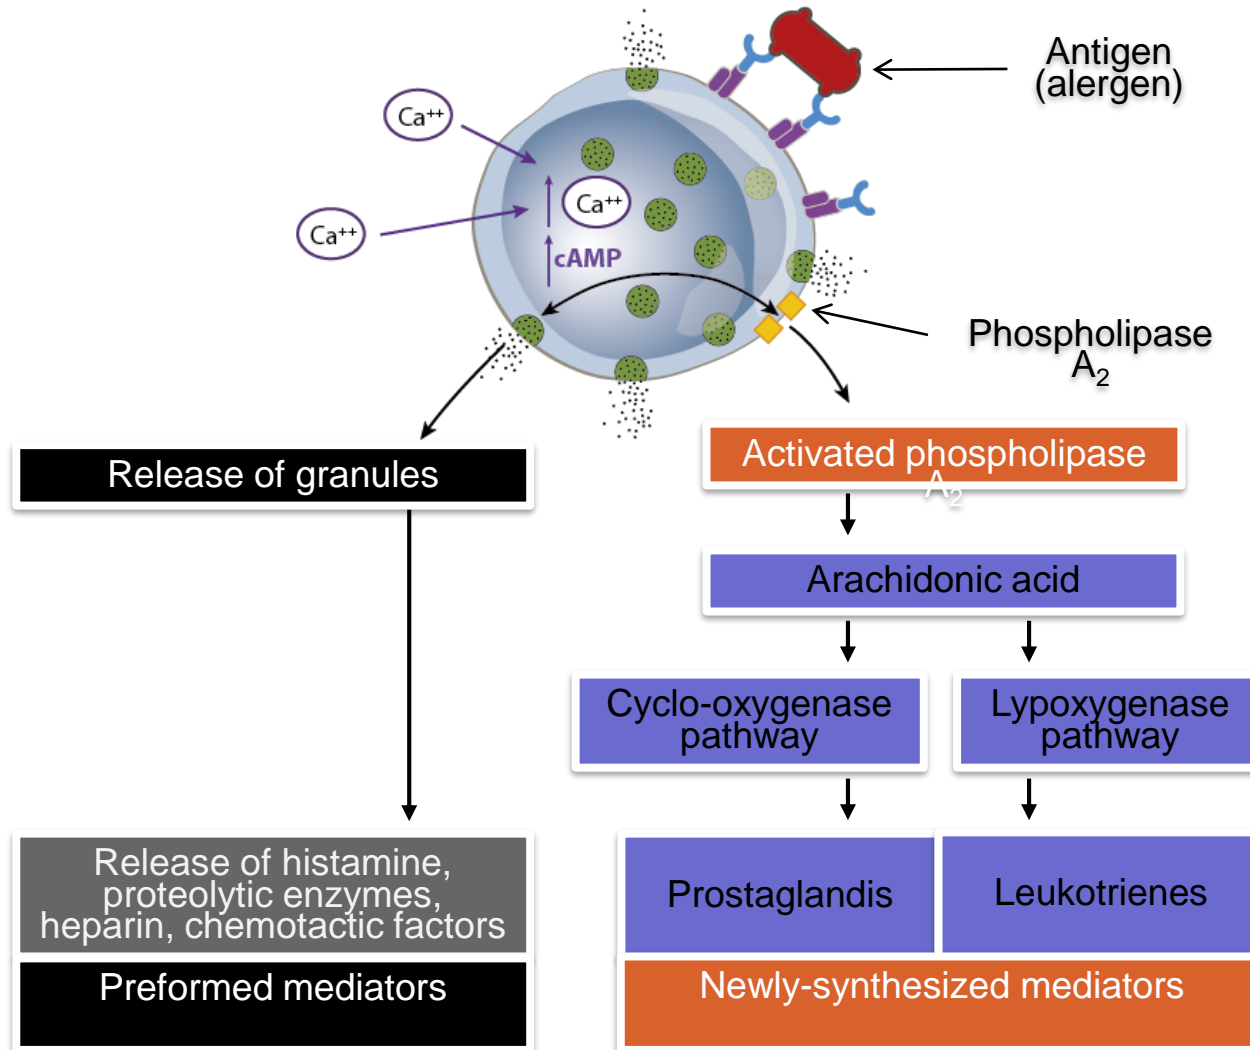 Antigen
(alergen)
Ca++
Ca++
Ca++
cAMP
Phospholipase
A2
Release of granules
Activated phospholipase
A2
Arachidonic acid
Cyclo-oxygenase
pathway
Lypoxygenase
pathway
Release of histamine,
proteolytic enzymes,
heparin, chemotactic factors
Prostaglandis
Leukotrienes
Preformed mediators
Newly-synthesized mediators